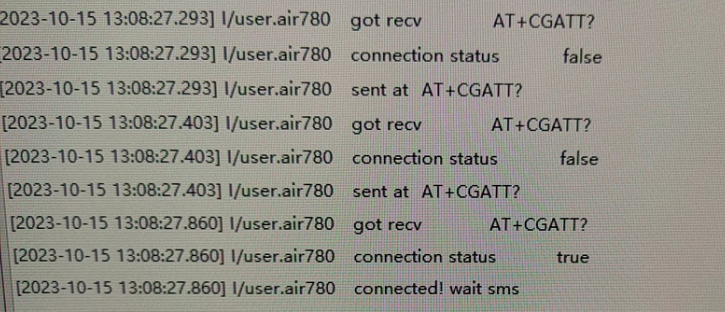 2023-10-15 13:08:27.293] I/user.air780 got recv AT+CGATT?
[2023-10-15 13:08:27.293] I/user.air780 connection status false
[2023-10-15 13:08:27.293] I/user.air780 sent at AT+CGATT?
[2023-10-15 13:08:27.403] I/user.air780 got recv AT+CGATT?
[2023-10-15 13:08:27.403] I/user.air780 connection status false
[2023-10-15 13:08:27.403] I/user.air780 sent at AT+CGATT?
[2023-10-15 13:08:27.860] I/user.air780 got recv AT+CGATT?
[2023-10-15 13:08:27.860] I/user.air780 connection status true
[2023-10-15 13:08:27.860] I/user.air780 connected! wait sms